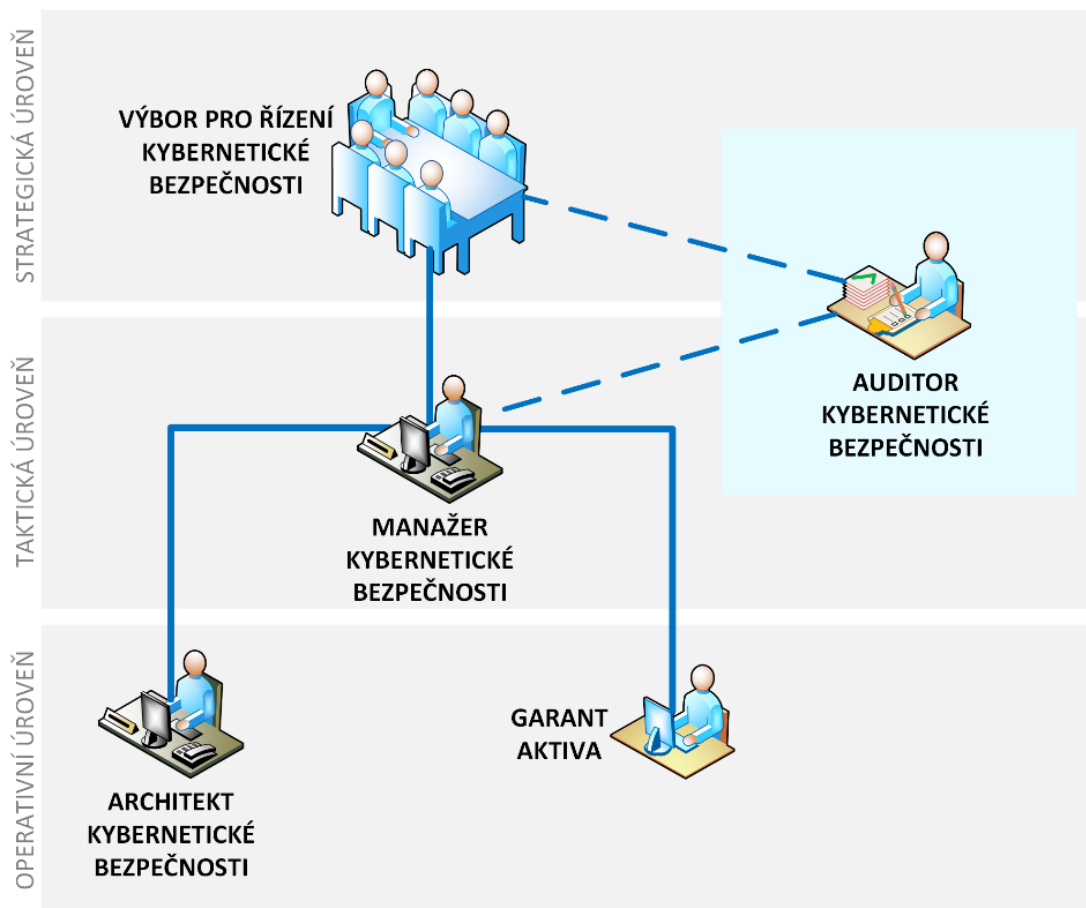 STRATEGICKÁ ÚROVEŇ
VÝBOR PRO ŘÍZENÍ
KYBERNETICKÉ
BEZPEČNOSTI
AUDITOR
KYBERNETICKÉ
BEZPEČNOSTI
TAKTICKÁ ÚROVEŇ
MANAŽER
KYBERNETICKÉ
BEZPEČNOSTI
OPERATIVNÍ ÚROVEŇ
ARCHITEKT
KYBERNETICKÉ
BEZPEČNOSTI
GARANT
AKTIVA